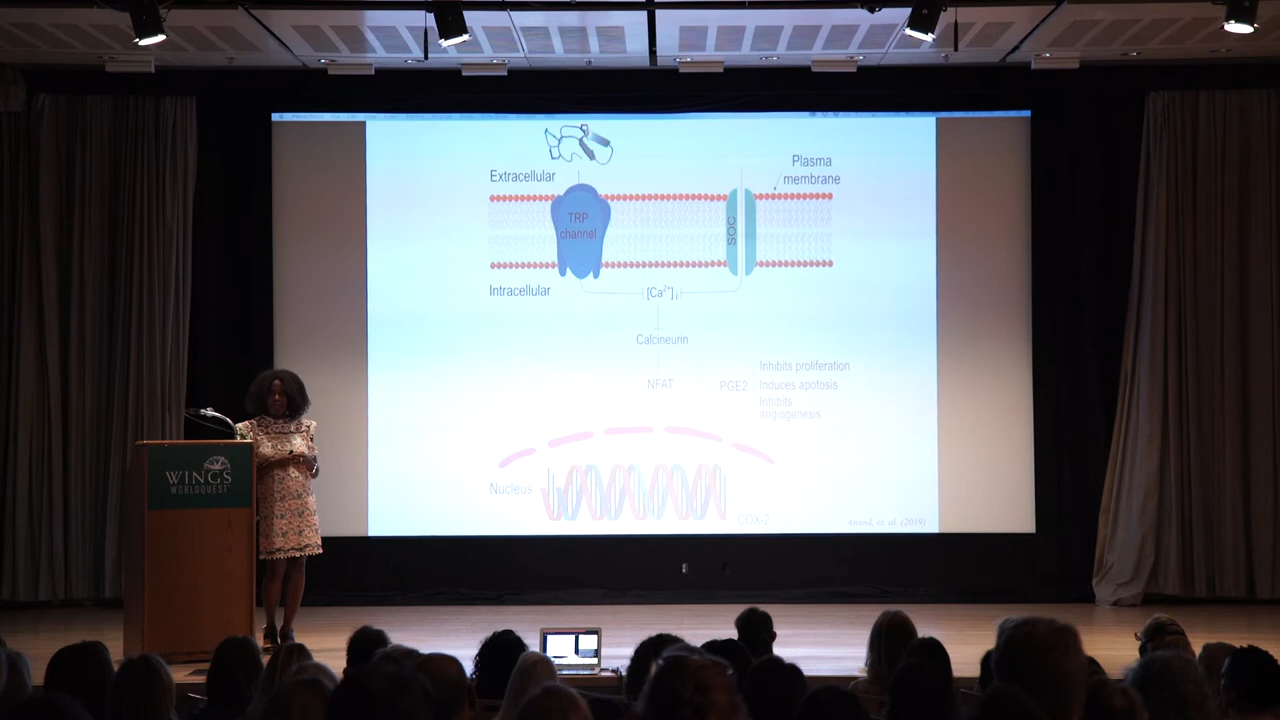 Extracellular
Plasma
membrane
TRP
channel
SOC
Intracellular
[Ca2+]i
Calcineurin
NFAT
PGE2
Inhibits proliferation
Induces apotosis
Inhibits
angiogenesis
Nucleus
COX-2
Anand, et. al. (2019)
WINGS
WORLDQUEST